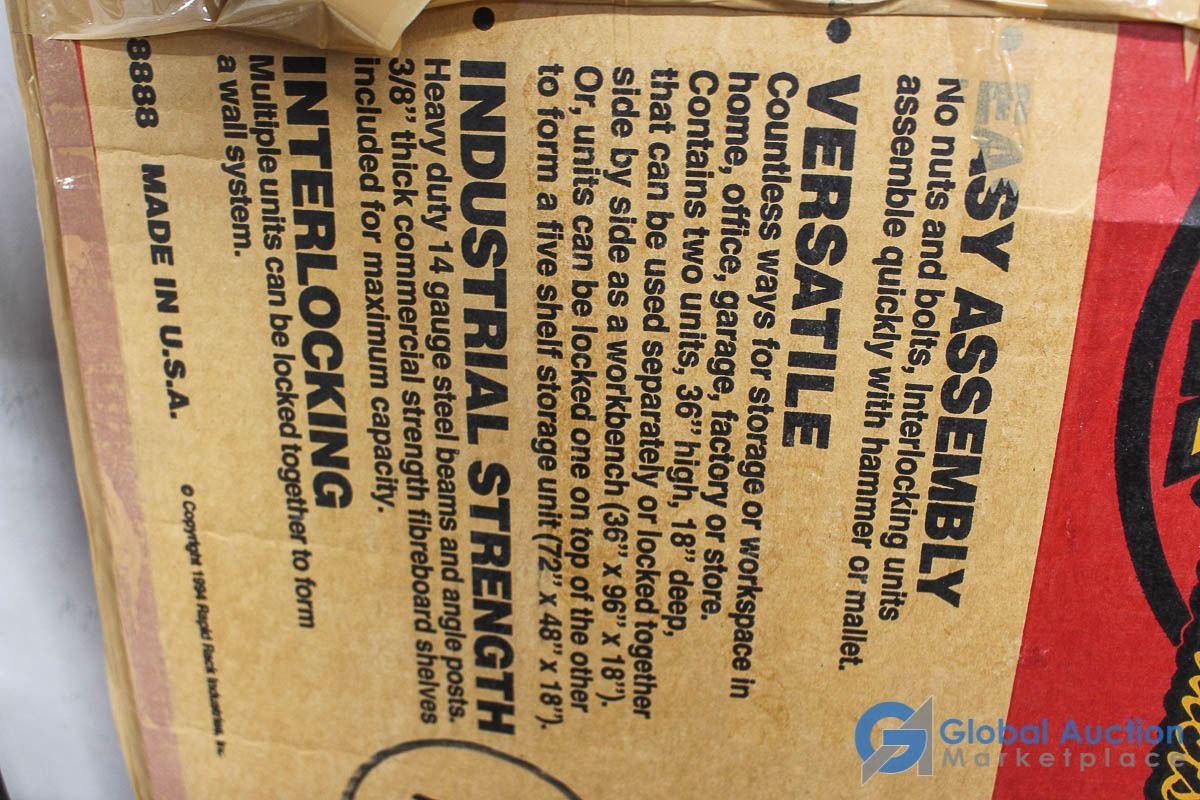 • EASY ASSEMBLY
No nuts and bolts, Interlocking units
assemble quickly with hammer or mallet.
• VERSATILE
Countless ways for storage or workspace in
home, office, garage, factory or store.
Contains two units, 36" high, 18" deep,
that can be used separately or locked together
side by side as a workbench (36" x 96" x 18").
Or, units can be locked one on top of the other
to form a five shelf storage unit (72" x 48" x 18").
• INDUSTRIAL STRENGTH
Heavy duty 14 gauge steel beams and angle posts.
3/8" thick commercial strength fibreboard shelves
included for maximum capacity.
INTERLOCKING
Multiple units can be locked together to form
a wall system.
8888 MADE IN U.S.A. © Copyright 1994 Rapid Rack Industries, Inc.
Global Auction
Marketplace